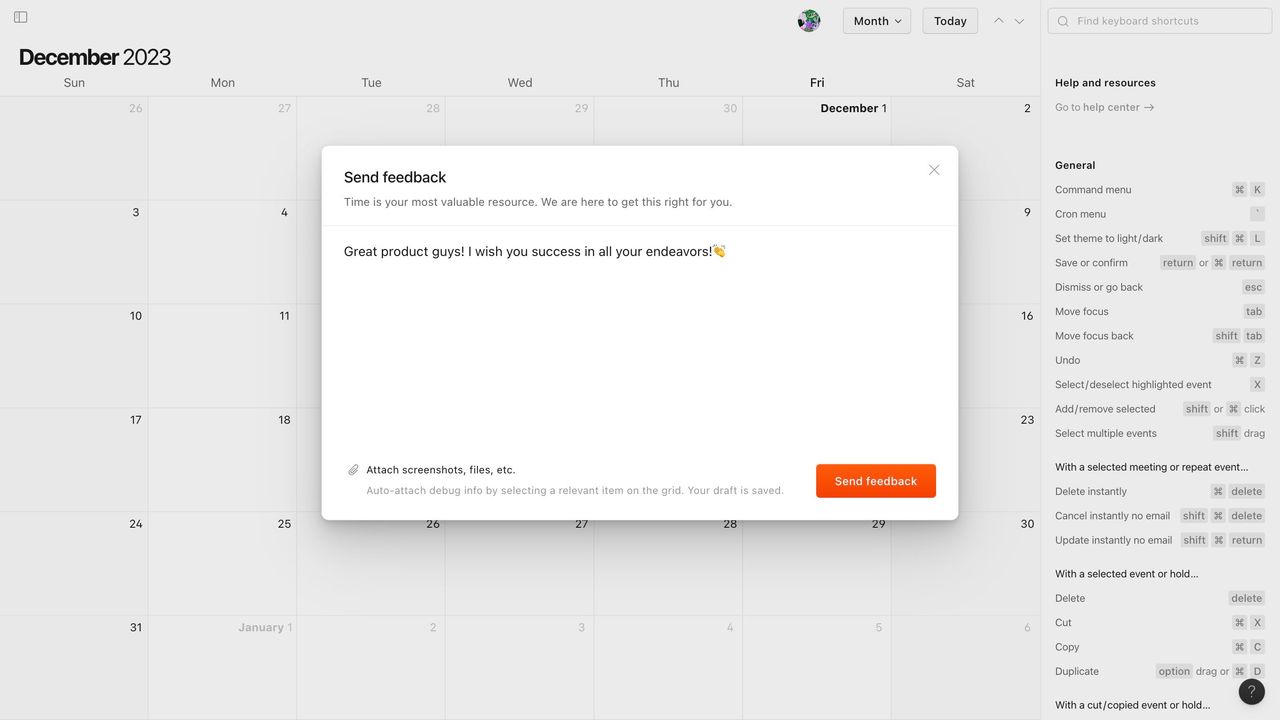 Month
Today
Find keyboard shortcuts
December 2023
Sun Mon Tue Wed Thu Fri Sat
26 27 28 29 30 December 1 2
Send feedback
Time is your most valuable resource. We are here to get this right for you.
3 4 9
Great product guys! I wish you success in all your endeavors!👏
10 11 16
17 18 23
Attach screenshots, files, etc.
Auto-attach debug info by selecting a relevant item on the grid. Your draft is saved.
Send feedback
24 25 26 27 28 29 30
31 January 1 2 3 4 5 6
Help and resources
Go to help center →
General
Command menu ⌘ K
Cron menu `
Set theme to light/dark shift ⌘ L
Save or confirm return or ⌘ return
Dismiss or go back esc
Move focus tab
Move focus back shift tab
Undo ⌘ Z
Select/deselect highlighted event X
Add/remove selected shift or ⌘ click
Select multiple events shift drag
With a selected meeting or repeat event...
Delete instantly ⌘ delete
Cancel instantly no email shift ⌘ delete
Update instantly no email shift ⌘ return
With a selected event or hold...
Delete delete
Cut ⌘ X
Copy ⌘ C
Duplicate option drag or ⌘ D
With a cut/copied event or hold...
?